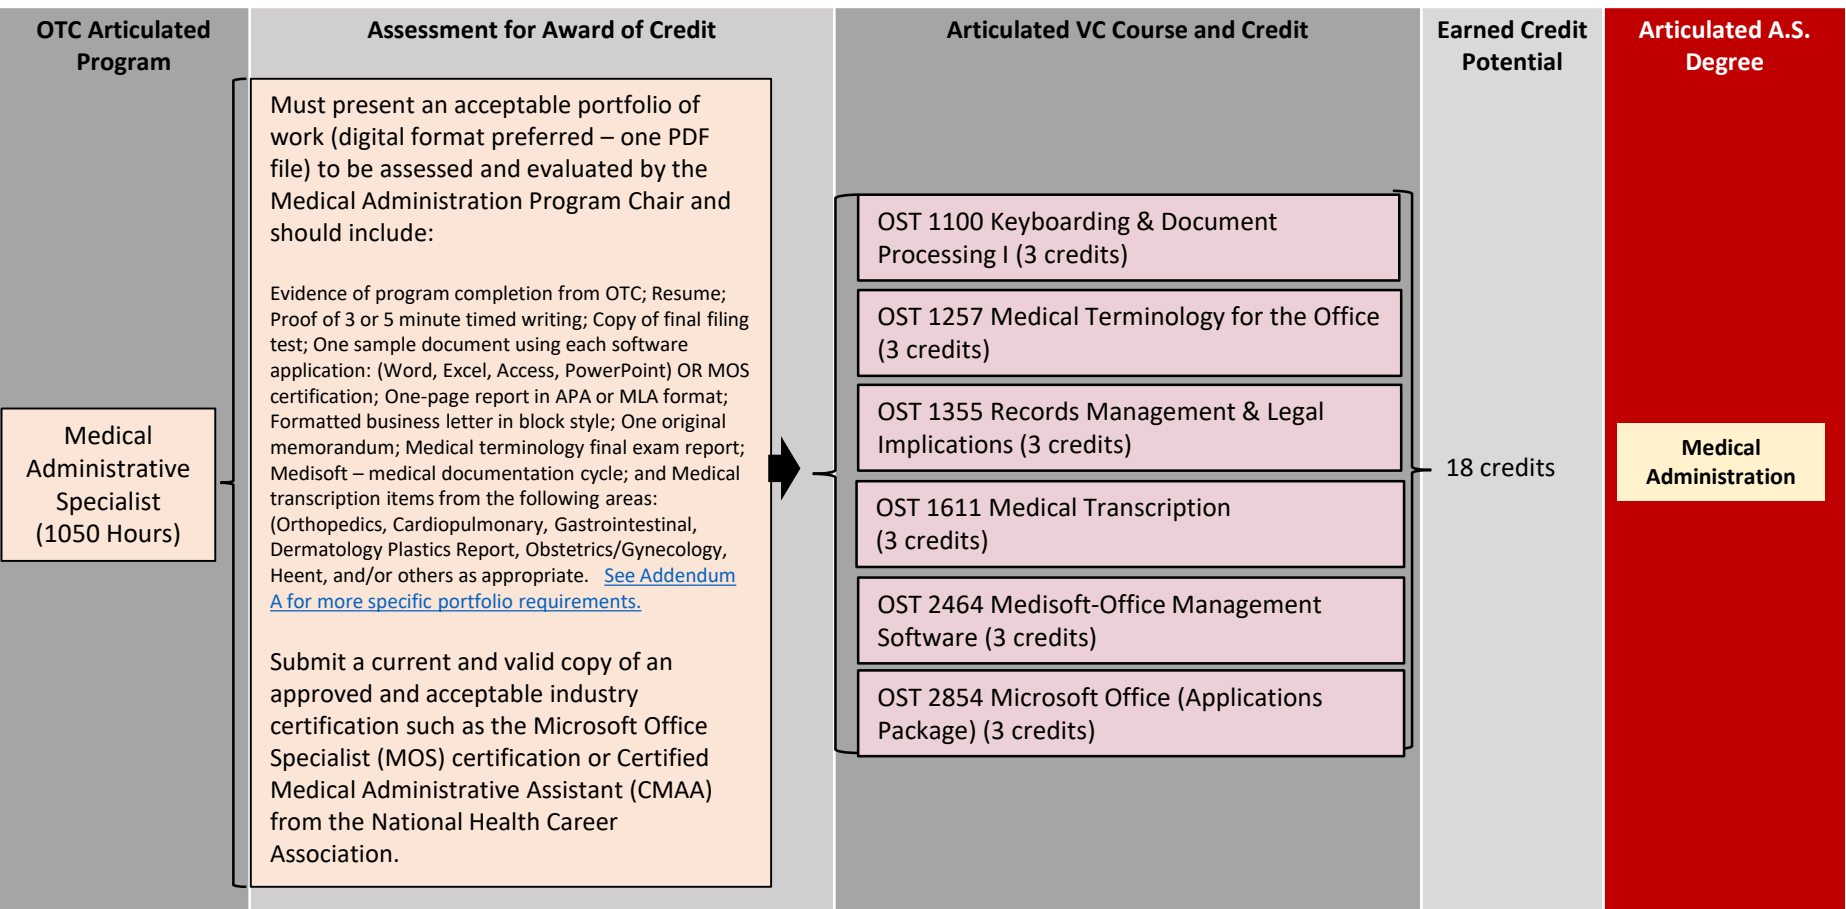 OTC Articulated
Program
Assessment for Award of Credit
Articulated VC Course and Credit
Earned Credit
Potential
Articulated A.S.
Degree
Medical
Administrative
Specialist
(1050 Hours)
Must present an acceptable portfolio of
work (digital format preferred – one PDF
file) to be assessed and evaluated by the
Medical Administration Program Chair and
should include:
Evidence of program completion from OTC; Resume;
Proof of 3 or 5 minute timed writing; Copy of final filing
test; One sample document using each software
application: (Word, Excel, Access, PowerPoint) OR MOS
certification; One-page report in APA or MLA format;
Formatted business letter in block style; One original
memorandum; Medical terminology final exam report;
Medisoft – medical documentation cycle; and Medical
transcription items from the following areas:
(Orthopedics, Cardiopulmonary, Gastrointestinal,
Dermatology Plastics Report, Obstetrics/Gynecology,
Heent, and/or others as appropriate. See Addendum
A for more specific portfolio requirements.
Submit a current and valid copy of an
approved and acceptable industry
certification such as the Microsoft Office
Specialist (MOS) certification or Certified
Medical Administrative Assistant (CMAA)
from the National Health Career
Association.
OST 1100 Keyboarding & Document
Processing I (3 credits)
OST 1257 Medical Terminology for the Office
(3 credits)
OST 1355 Records Management & Legal
Implications (3 credits)
OST 1611 Medical Transcription
(3 credits)
OST 2464 Medisoft-Office Management
Software (3 credits)
OST 2854 Microsoft Office (Applications
Package) (3 credits)
18 credits
Medical
Administration